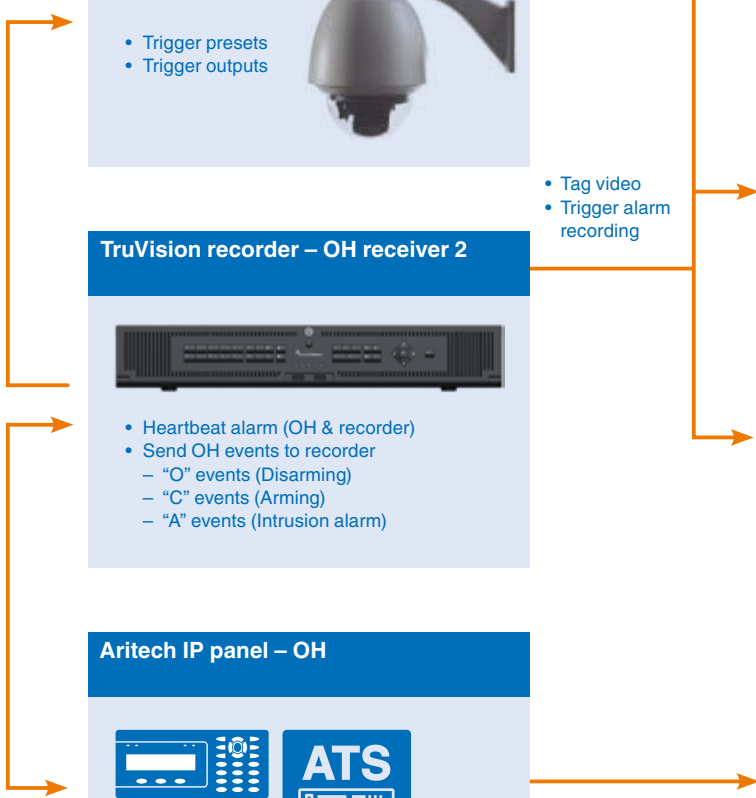 • Trigger presets
• Trigger outputs
• Tag video
• Trigger alarm
recording
TruVision recorder – OH receiver 2
• Heartbeat alarm (OH & recorder)
• Send OH events to recorder
– “O” events (Disarming)
– “C” events (Arming)
– “A” events (Intrusion alarm)
Aritech IP panel – OH
ATS